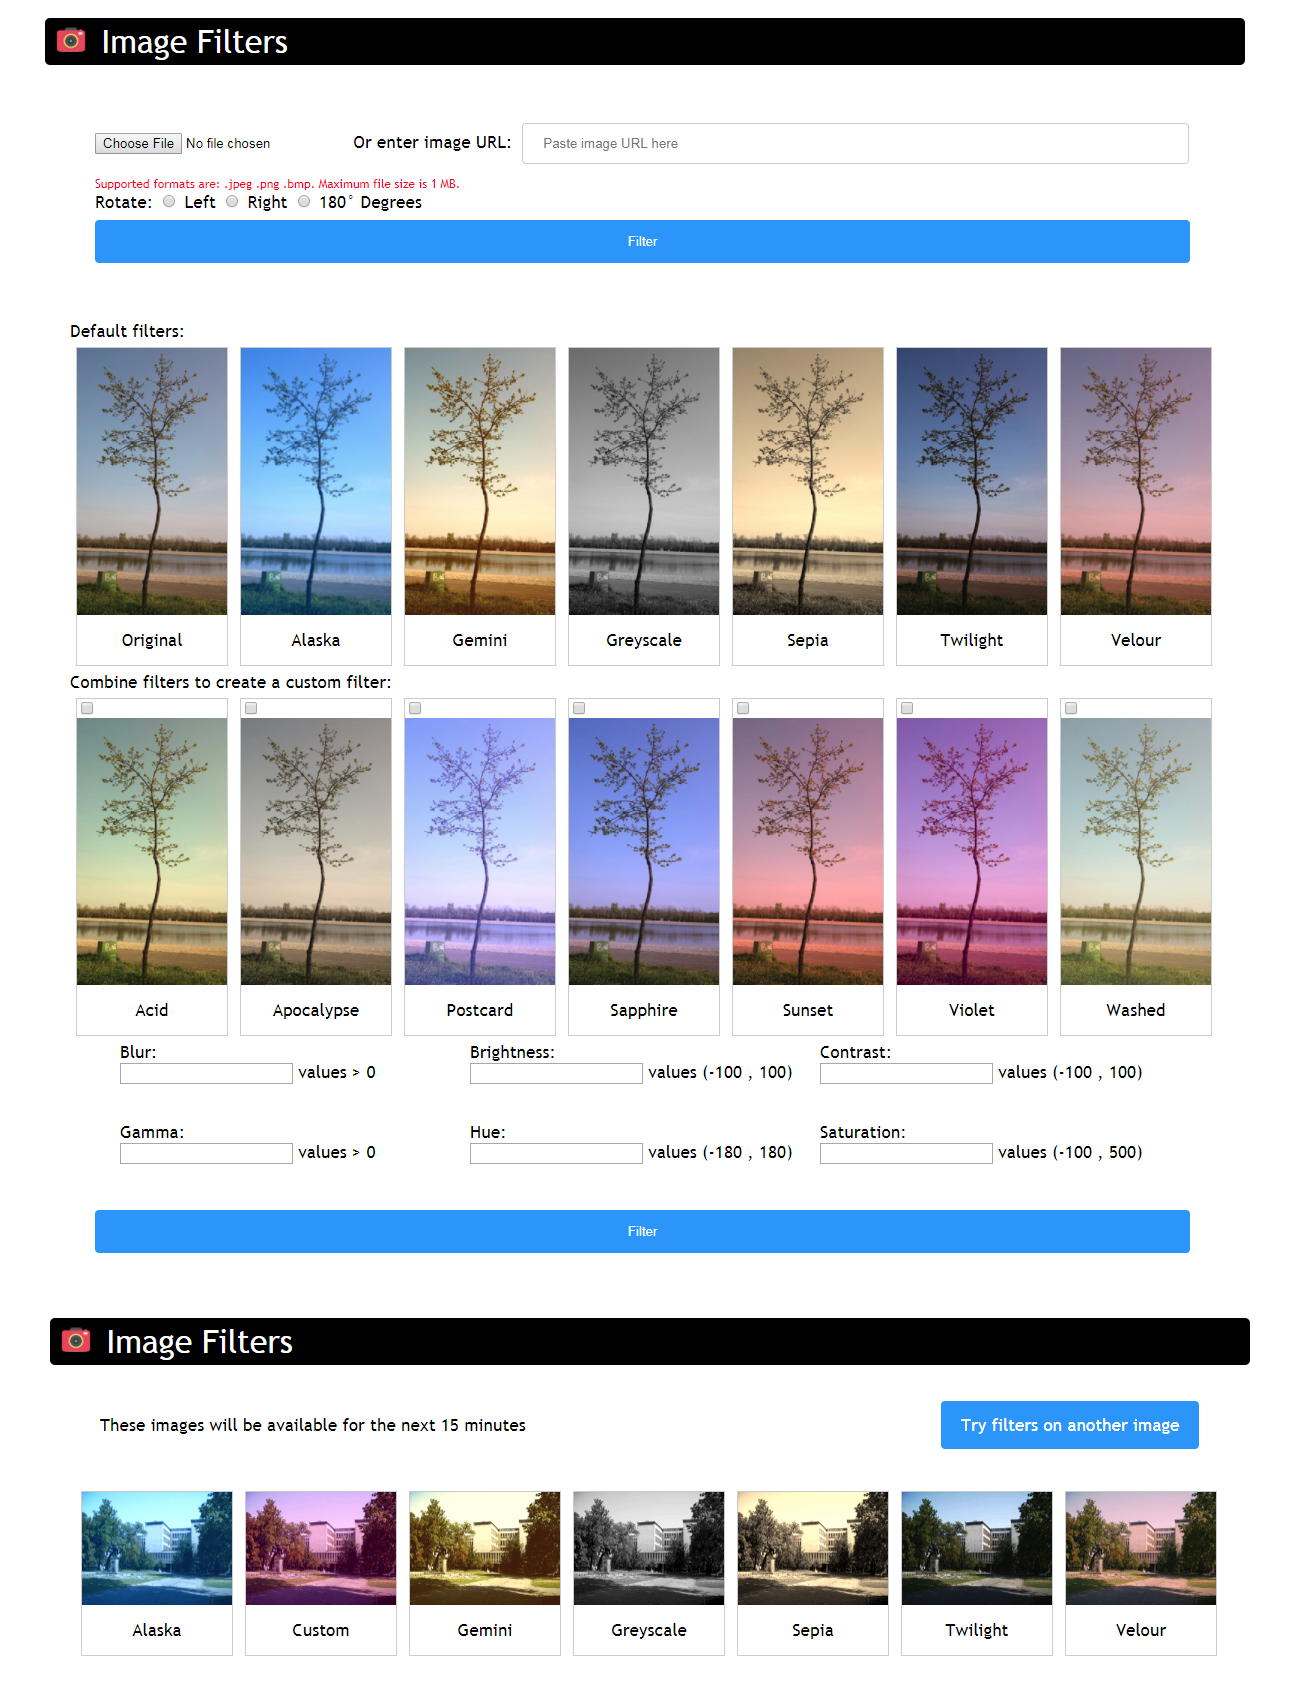 Image Filters
Choose File No file chosen Or enter image URL: Paste image URL here
Supported formats are: .jpeg .png .bmp. Maximum file size is 1 MB.
Rotate: Left Right 180° Degrees
Filter
Default filters:
Original Alaska Gemini Greyscale Sepia Twilight Velour
Combine filters to create a custom filter:
Acid Apocalypse Postcard Sapphire Sunset Violet Washed
Blur: Brightness: Contrast:
values > 0 values (-100 , 100) values (-100 , 100)
Gamma: Hue: Saturation:
values > 0 values (-180 , 180) values (-100 , 500)
Filter
Image Filters
These images will be available for the next 15 minutes Try filters on another image
Alaska Custom Gemini Greyscale Sepia Twilight Velour